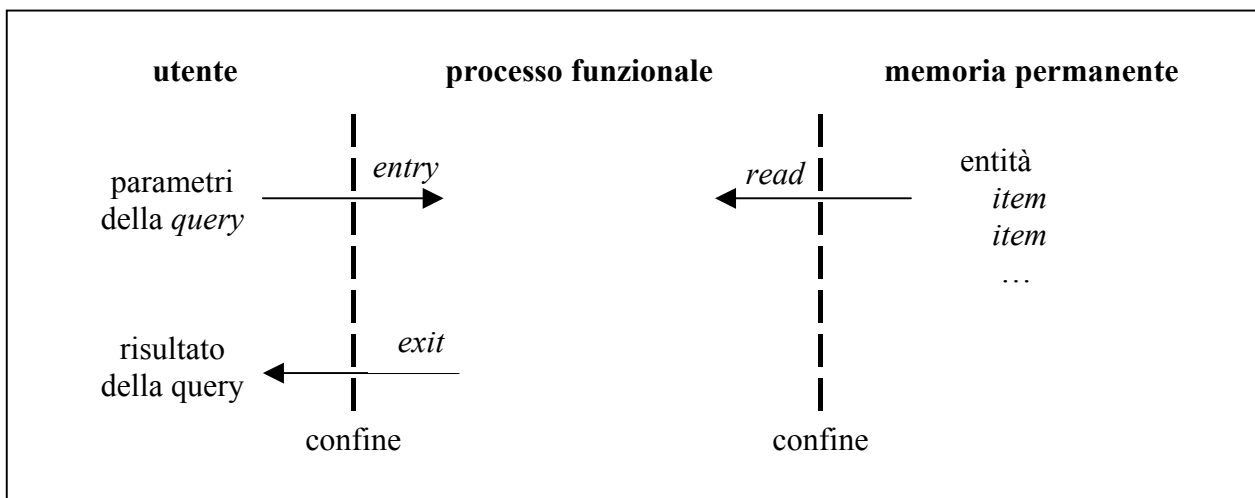 utente processo funzionale memoria permanente
parametri
della query
entry
read
entità
item
item
…
risultato
della query
exit
confine confine